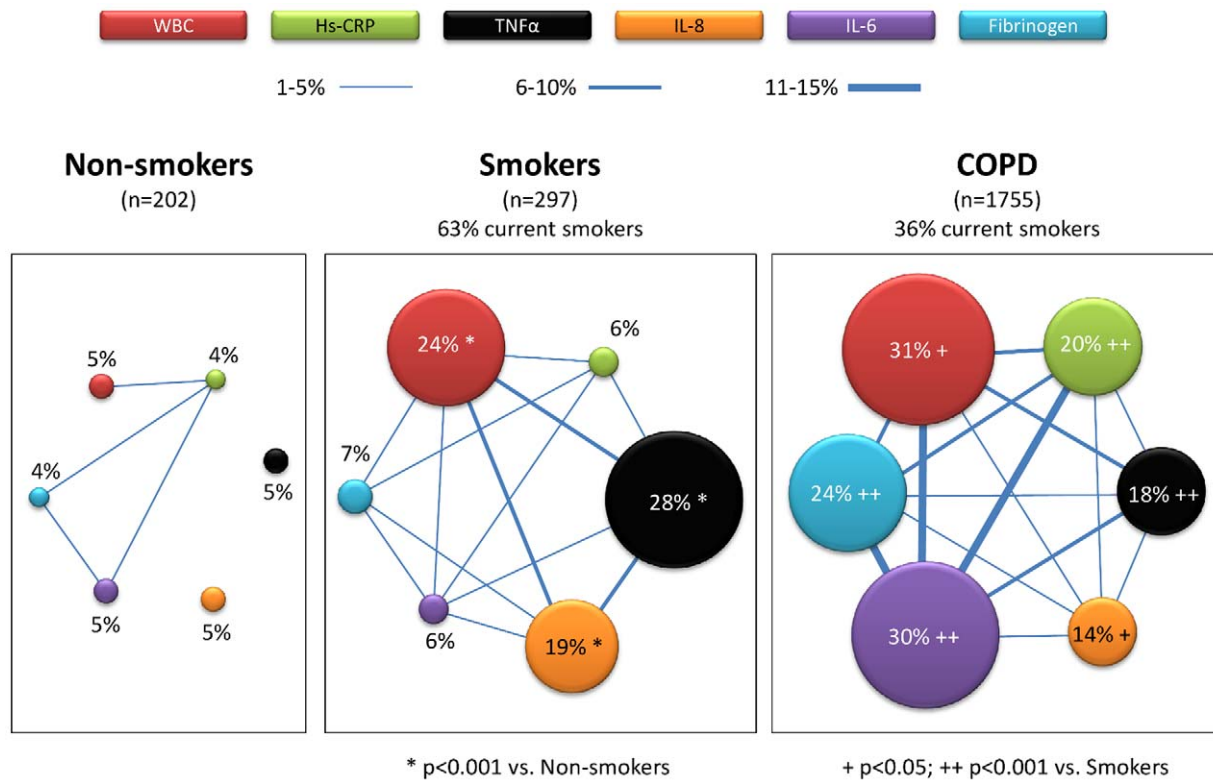 WBC Hs-CRP TNFα IL-8 IL-6 Fibrinogen
1-5% 6-10% 11-15%
Non-smokers
(n=202)
Smokers
(n=297)
63% current smokers
COPD
(n=1755)
36% current smokers
5%
4%
4%
5%
5%
5%
24% *
6%
7%
28% *
6%
19% *
31% +
20% ++
24% ++
18% ++
30% ++
14% +
* p<0.001 vs. Non-smokers
+ p<0.05; ++ p<0.001 vs. Smokers